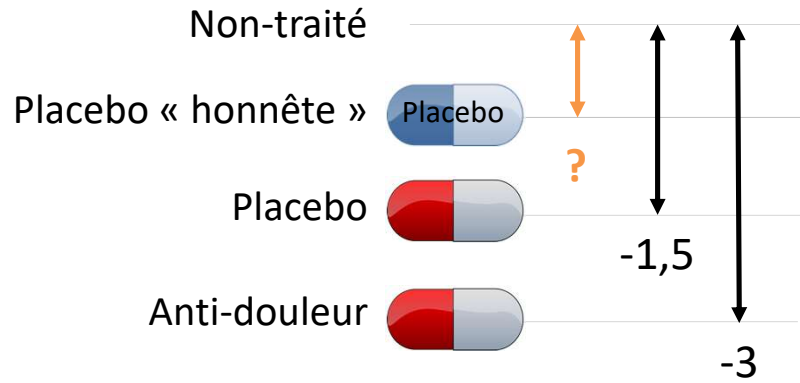 Non-traité
Placebo « honnête »
Placebo
?
Placebo
-1,5
Anti-douleur
-3